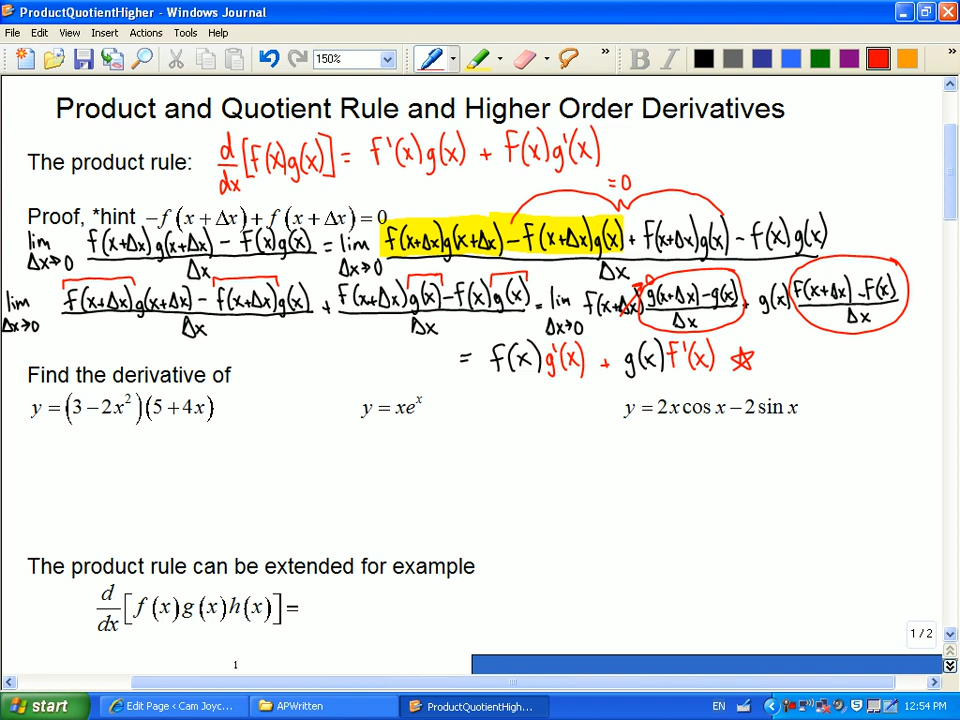 ProductQuotientHigher - Windows Journal
File Edit View Insert Actions Tools Help
150%
Product and Quotient Rule and Higher Order Derivatives
The product rule: d/dx [f(x)g(x)] = f'(x)g(x) + f(x)g'(x)
=0
Proof, *hint −f(x+Δx)+f(x+Δx)=0
lim Δx→0 f(x+Δx)g(x+Δx) − f(x)g(x) / Δx = lim Δx→0 f(x+Δx)g(x+Δx) − f(x+Δx)g(x) + f(x+Δx)g(x) − f(x)g(x) / Δx
lim Δx→0 f(x+Δx)g(x+Δx) − f(x+Δx)g(x) / Δx + f(x+Δx)g(x) − f(x)g(x) / Δx = lim Δx→0 f(x+Δx) 0 g(x+Δx) − g(x) / Δx + g(x) f(x+Δx) − f(x) / Δx
= f(x)g'(x) + g(x)f'(x)
Find the derivative of
y = (3−2x²)(5+4x) y = xeˣ y = 2x cos x − 2 sin x
The product rule can be extended for example
d/dx [f(x)g(x)h(x)] =
1 / 2
1
start Edit Page < Cam Joyc... APWritten ProductQuotientHigh... EN 12:54 PM